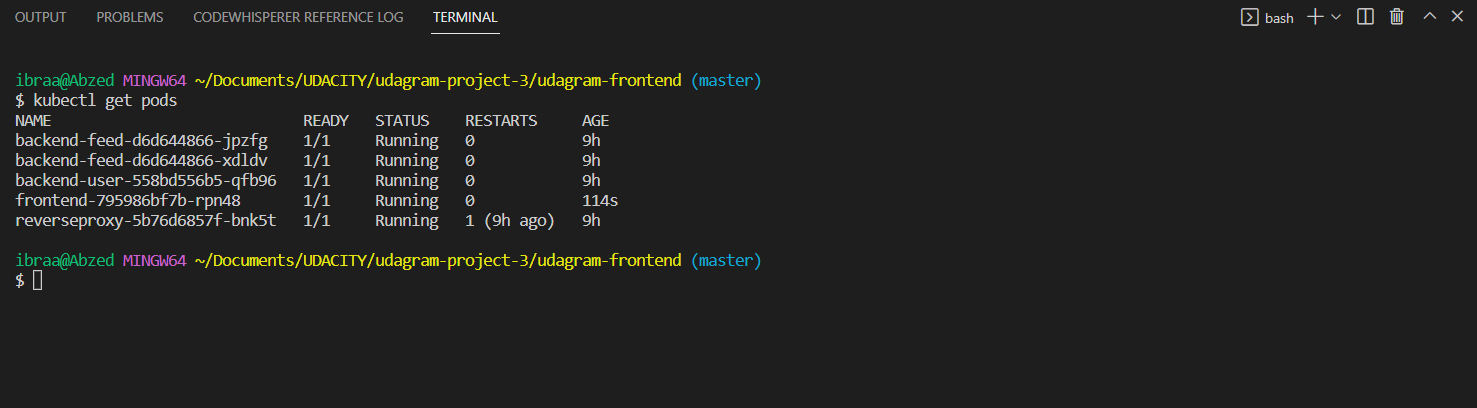 OUTPUT PROBLEMS CODEWHISPERER REFERENCE LOG TERMINAL bash
ibraa@Abzed MINGW64 ~/Documents/UDACITY/udagram-project-3/udagram-frontend (master)
$ kubectl get pods
NAME READY STATUS RESTARTS AGE
backend-feed-d6d644866-jpzfg 1/1 Running 0 9h
backend-feed-d6d644866-xdldv 1/1 Running 0 9h
backend-user-558bd556b5-qfb96 1/1 Running 0 9h
frontend-795986bf7b-rpn48 1/1 Running 0 114s
reverseproxy-5b76d6857f-bnk5t 1/1 Running 1 (9h ago) 9h
ibraa@Abzed MINGW64 ~/Documents/UDACITY/udagram-project-3/udagram-frontend (master)
$